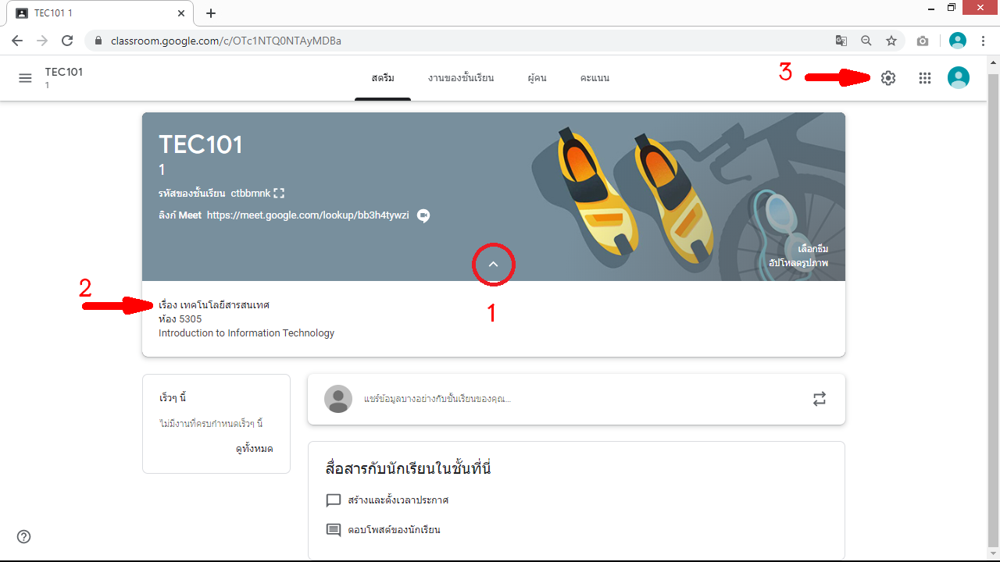 TEC101 1
classroom.google.com/c/OTc1NTQ0NTAyMDBa
TEC101
1
สตรีม
งานของชั้นเรียน
ผู้คน
คะแนน
3
TEC101
1
รหัสของชั้นเรียน ctbbmnk
ลิงก์ Meet https://meet.google.com/lookup/bb3h4tywzi
เลือกธีม
อัปโหลดรูปภาพ
1
2
เรื่อง เทคโนโลยีสารสนเทศ
ห้อง 5305
Introduction to Information Technology
เร็วๆ นี้
ไม่มีงานที่ครบกำหนดเร็วๆ นี้
ดูทั้งหมด
แชร์ข้อมูลบางอย่างกับชั้นเรียนของคุณ...
สื่อสารกับนักเรียนในชั้นที่นี่
สร้างและตั้งเวลาประกาศ
ตอบโพสต์ของนักเรียน